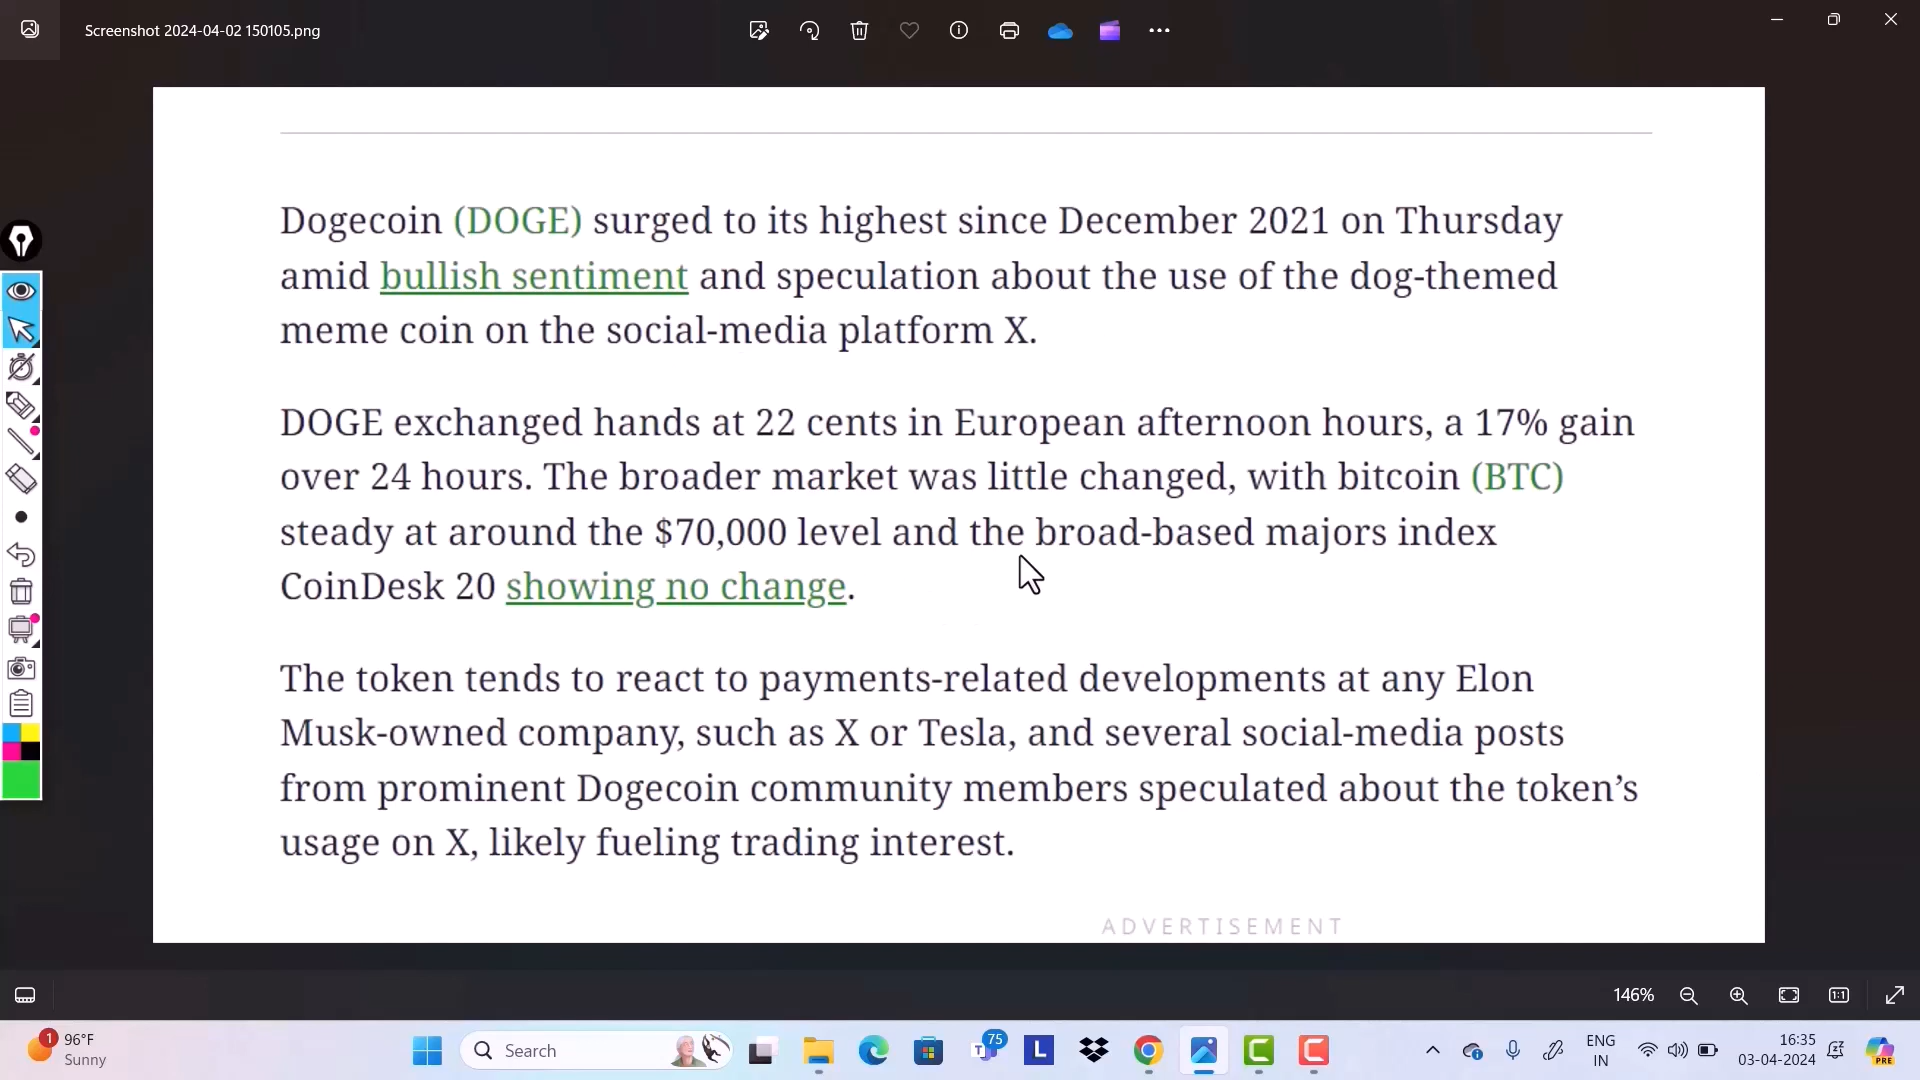 Screenshot 2024-04-02 150105.png
Dogecoin (DOGE) surged to its highest since December 2021 on Thursday
amid bullish sentiment and speculation about the use of the dog-themed
meme coin on the social-media platform X.
DOGE exchanged hands at 22 cents in European afternoon hours, a 17% gain
over 24 hours. The broader market was little changed, with bitcoin (BTC)
steady at around the $70,000 level and the broad-based majors index
CoinDesk 20 showing no change.
The token tends to react to payments-related developments at any Elon
Musk-owned company, such as X or Tesla, and several social-media posts
from prominent Dogecoin community members speculated about the token’s
usage on X, likely fueling trading interest.
ADVERTISEMENT
146%
1:1
1
96°F
Sunny
Search
75
T
L
C
C
ENG
IN
16:35
03-04-2024
PRE